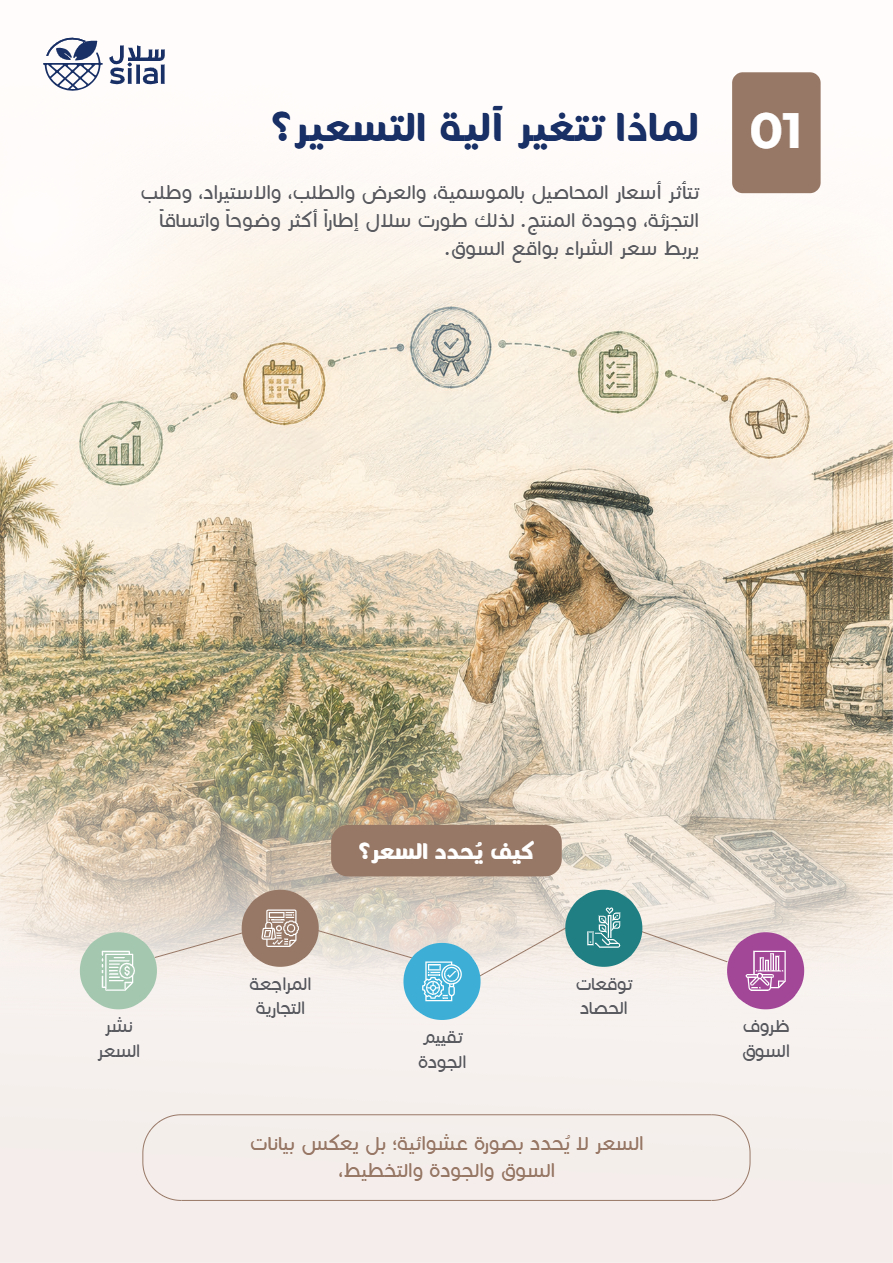 سلال
silal
01
لماذا تتغير آلية التسعير؟
تتأثر أسعار المحاصيل بالموسمية، والعرض والطلب، والاستيراد، وطلب
التجزئة، وجودة المنتج. لذلك طورت سلال إطاراً أكثر وضوحاً واتساقاً
يربط سعر الشراء بواقع السوق.
كيف يُحدد السعر؟
ظروف
السوق
توقعات
الحصاد
تقييم
الجودة
المراجعة
التجارية
نشر
السعر
السعر لا يُحدد بصورة عشوائية؛ بل يعكس بيانات
السوق والجودة والتخطيط،